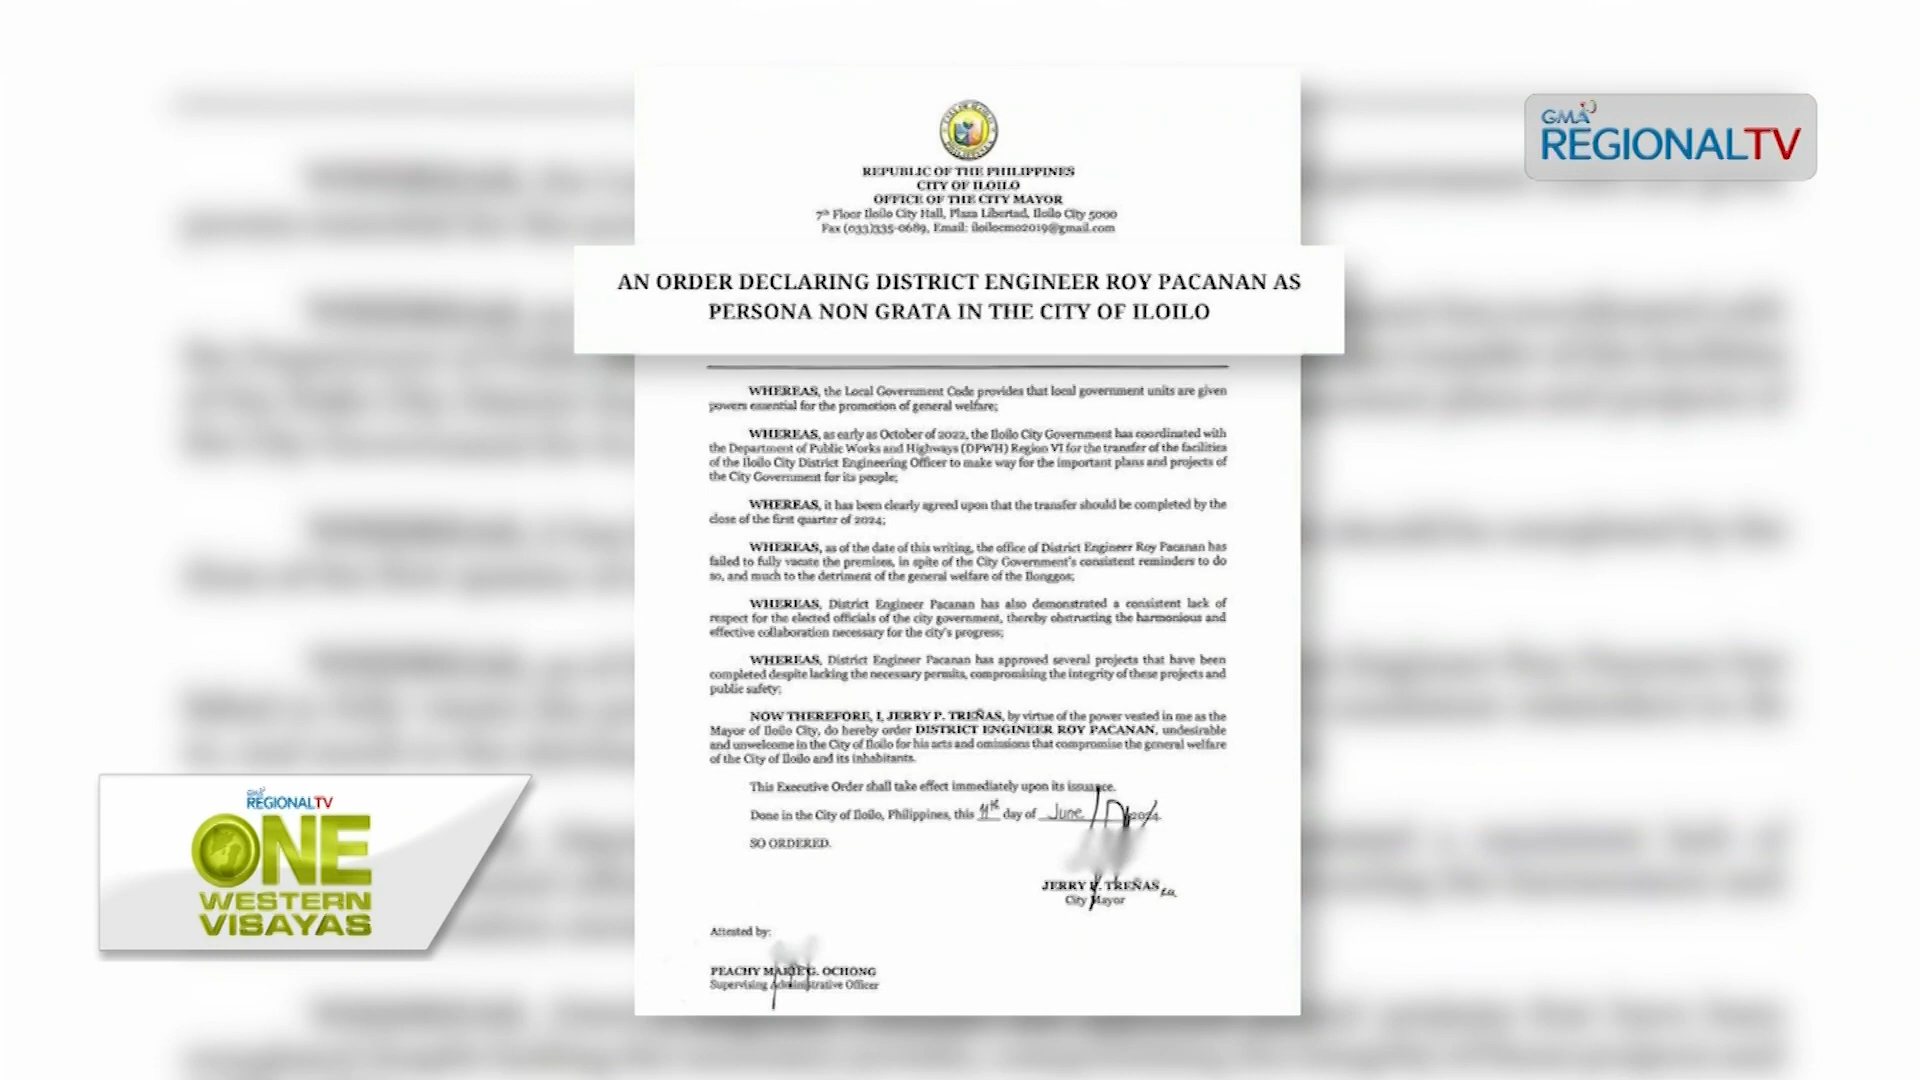 GMA
REGIONALTV
REPUBLIC OF THE PHILIPPINES
CITY OF ILOILO
OFFICE OF THE CITY MAYOR
7th Floor Iloilo City Hall, Plaza Libertad, Iloilo City 5000
Fax (033)335-0689, Email: iloilocmo2019@gmail.com
AN ORDER DECLARING DISTRICT ENGINEER ROY PACANAN AS
PERSONA NON GRATA IN THE CITY OF ILOILO
WHEREAS, the Local Government Code provides that local government units are given
powers essential for the promotion of general welfare;
WHEREAS, as early as October of 2022, the Iloilo City Government has coordinated with
the Department of Public Works and Highways (DPWH) Region VI for the transfer of the facilities
of the Iloilo City District Engineering Officer to make way for the important plans and projects of
the City Government for its people;
WHEREAS, it has been clearly agreed upon that the transfer should be completed by the
close of the first quarter of 2024;
WHEREAS, as of the date of this writing, the office of District Engineer Roy Pacanan has
failed to fully vacate the premises, in spite of the City Government's consistent reminders to do
so, and much to the detriment of the general welfare of the Ilonggos;
WHEREAS, District Engineer Pacanan has also demonstrated a consistent lack of
respect for the elected officials of the city government, thereby obstructing the harmonious and
effective collaboration necessary for the city's progress;
WHEREAS, District Engineer Pacanan has approved several projects that have been
completed despite lacking the necessary permits, compromising the integrity of these projects and
public safety;
NOW THEREFORE, I, JERRY P. TREÑAS, by virtue of the power vested in me as the
Mayor of Iloilo City, do hereby order DISTRICT ENGINEER ROY PACANAN, undesirable
and unwelcome in the City of Iloilo for his acts and omissions that compromise the general welfare
of the City of Iloilo and its inhabitants.
This Executive Order shall take effect immediately upon its issuance.
Done in the City of Iloilo, Philippines, this 11th day of June 2024.
SO ORDERED.
JERRY P. TREÑAS
City Mayor
Attested by:
PEACHY MARIE G. OCHONG
Supervising Administrative Officer
GMA
REGIONALTV
ONE
WESTERN
VISAYAS